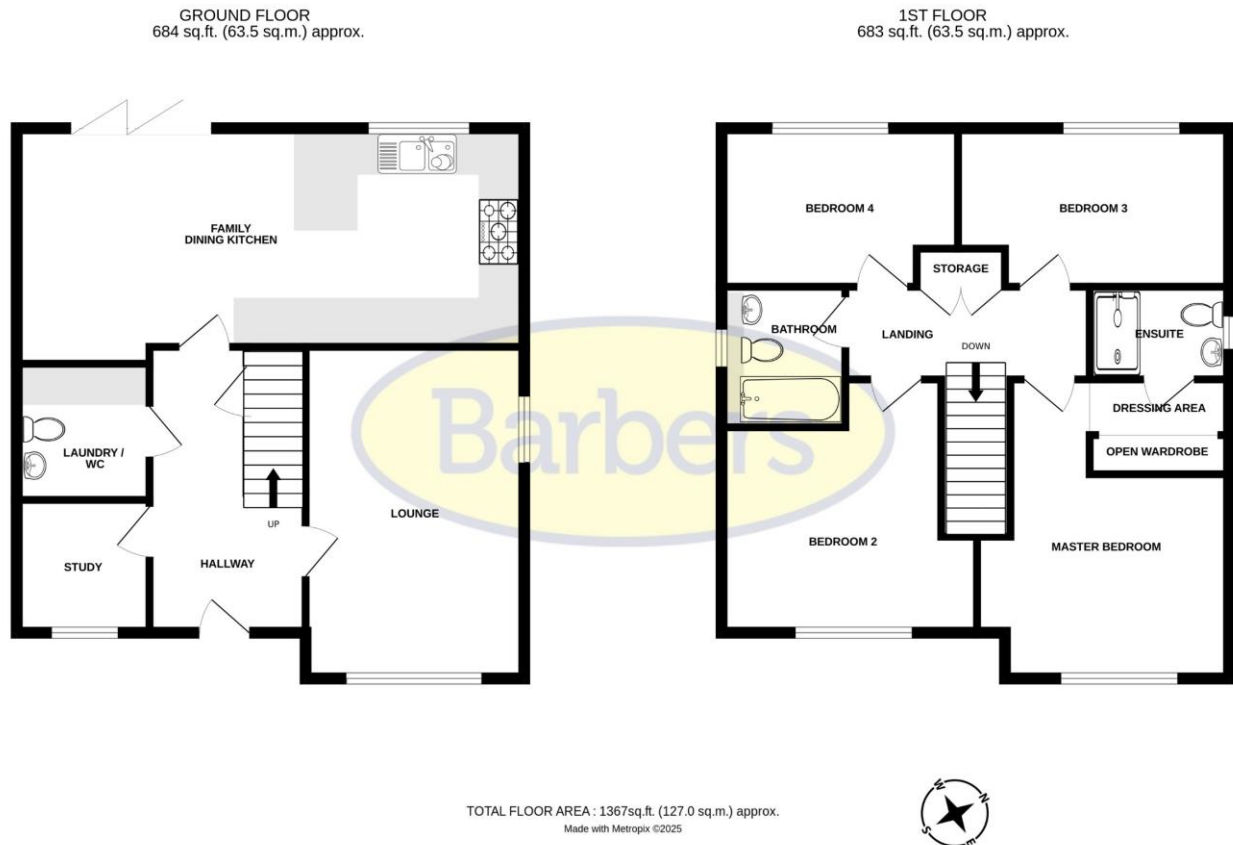 GROUND FLOOR
684 sq.ft. (63.5 sq.m.) approx.
1ST FLOOR
683 sq.ft. (63.5 sq.m.) approx.
FAMILY
DINING KITCHEN
LAUNDRY /
WC
STUDY
HALLWAY
UP
LOUNGE
BEDROOM 4
BEDROOM 3
STORAGE
BATHROOM
LANDING
DOWN
ENSUITE
DRESSING AREA
OPEN WARDROBE
BEDROOM 2
MASTER BEDROOM
Barbers
TOTAL FLOOR AREA : 1367sq.ft. (127.0 sq.m.) approx.
Made with Metropix ©2025
W
N
S
E